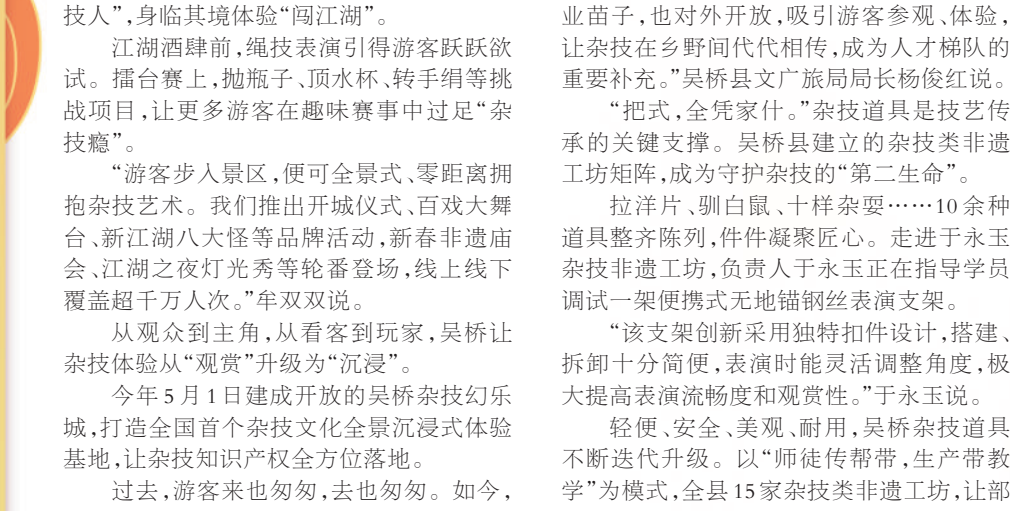 技人”,身临其境体验“闯江湖”。
江湖酒肆前,绳技表演引得游客跃跃欲
试。擂台赛上,抛瓶子、顶水杯、转手绢等挑
战项目,让更多游客在趣味赛事中过足“杂
技瘾”。
“游客步入景区,便可全景式、零距离拥
抱杂技艺术。我们推出开城仪式、百戏大舞
台、新江湖八大怪等品牌活动,新春非遗庙
会、江湖之夜灯光秀等轮番登场,线上线下
覆盖超千万人次。”牟双双说。
从观众到主角,从看客到玩家,吴桥让
杂技体验从“观赏”升级为“沉浸”。
今年5月1日建成开放的吴桥杂技幻乐
城,打造全国首个杂技文化全景沉浸式体验
基地,让杂技知识产权全方位落地。
过去,游客来也匆匆,去也匆匆。如今,
业苗子,也对外开放,吸引游客参观、体验,
让杂技在乡野间代代相传,成为人才梯队的
重要补充。”吴桥县文广旅局局长杨俊红说。
“把式,全凭家什。”杂技道具是技艺传
承的关键支撑。吴桥县建立的杂技类非遗
工坊矩阵,成为守护杂技的“第二生命”。
拉洋片、驯白鼠、十样杂耍……10余种
道具整齐陈列,件件凝聚匠心。走进于永玉
杂技非遗工坊,负责人于永玉正在指导学员
调试一架便携式无地锚钢丝表演支架。
“该支架创新采用独特扣件设计,搭建、
拆卸十分简便,表演时能灵活调整角度,极
大提高表演流畅度和观赏性。”于永玉说。
轻便、安全、美观、耐用,吴桥杂技道具
不断迭代升级。以“师徒传帮带,生产带教
学”为模式,全县15家杂技类非遗工坊,让部